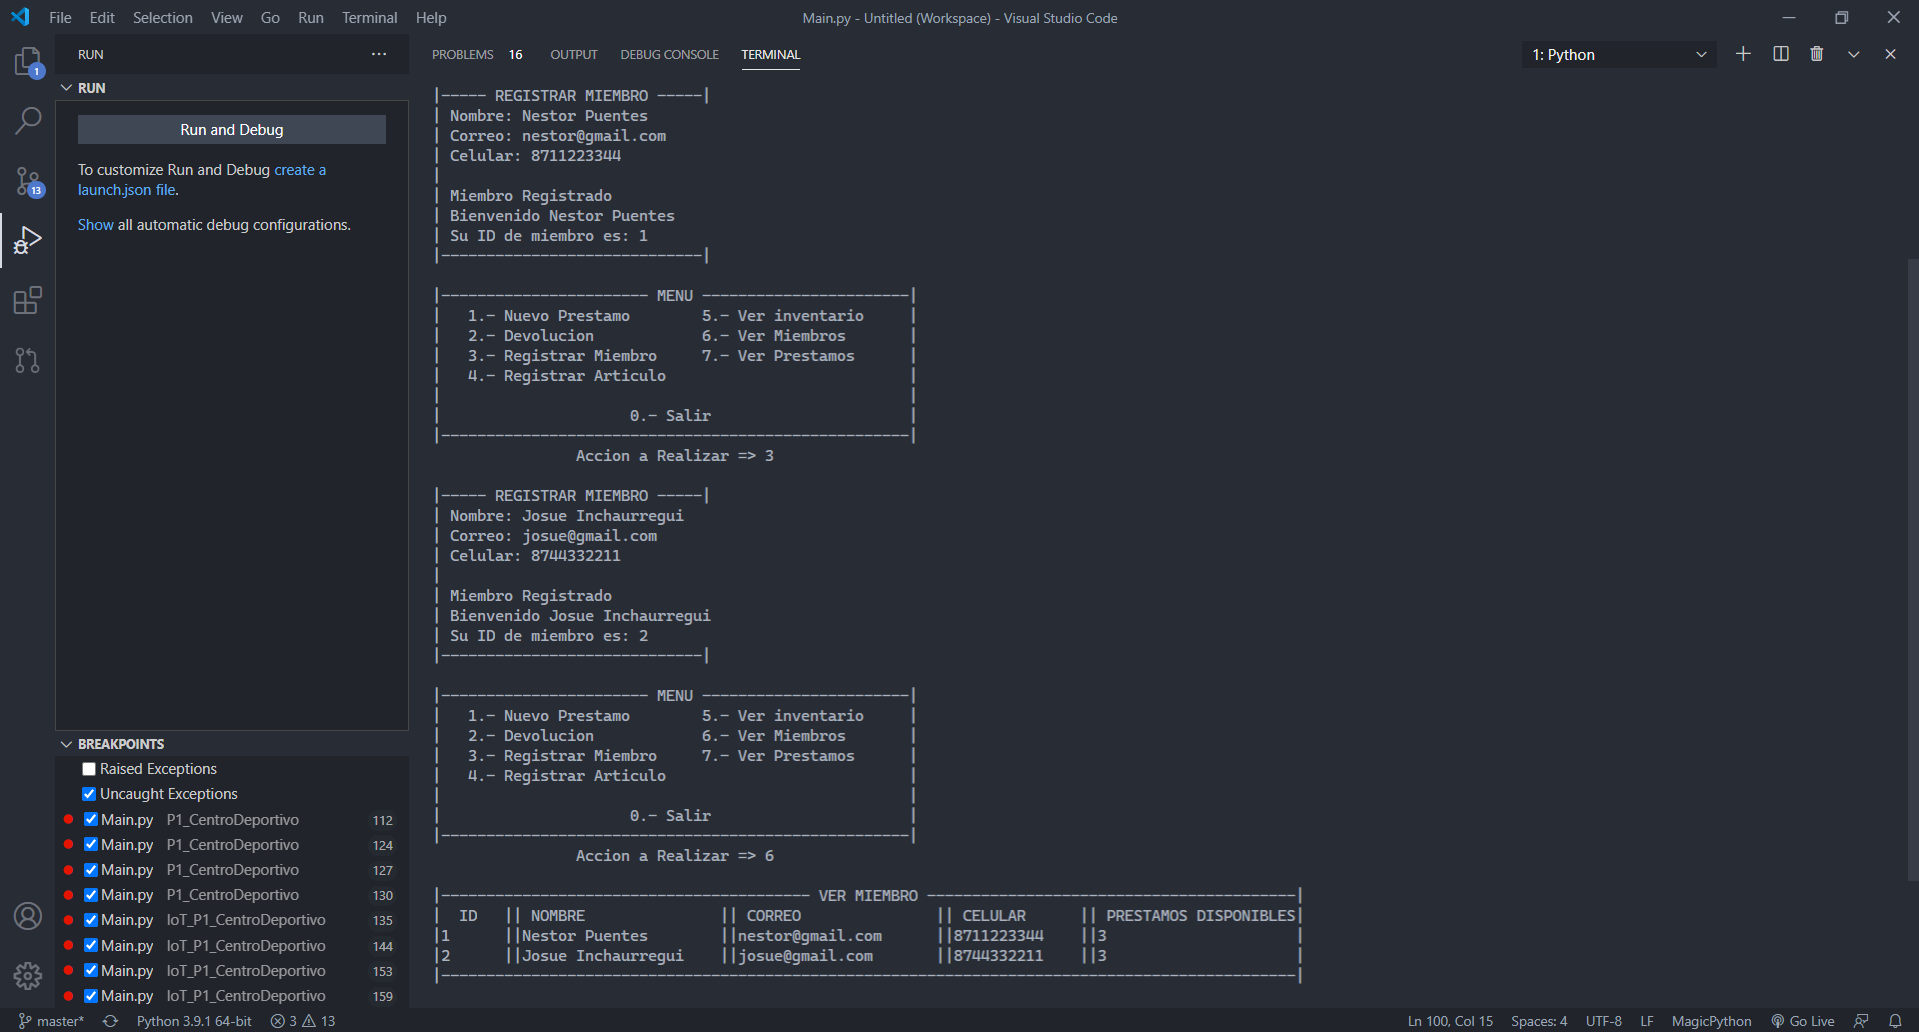 File Edit Selection View Go Run Terminal Help
Main.py - Untitled (Workspace) - Visual Studio Code
RUN
RUN
Run and Debug
To customize Run and Debug create a
launch.json file.
Show all automatic debug configurations.
1
13
BREAKPOINTS
Raised Exceptions
Uncaught Exceptions
Main.py P1_CentroDeportivo 112
Main.py P1_CentroDeportivo 124
Main.py P1_CentroDeportivo 127
Main.py P1_CentroDeportivo 130
Main.py IoT_P1_CentroDeportivo 135
Main.py IoT_P1_CentroDeportivo 144
Main.py IoT_P1_CentroDeportivo 153
Main.py IoT_P1_CentroDeportivo 159
PROBLEMS 16 OUTPUT DEBUG CONSOLE TERMINAL
1: Python
|----- REGISTRAR MIEMBRO -----|
| Nombre: Nestor Puentes
| Correo: nestor@gmail.com
| Celular: 8711223344
|
| Miembro Registrado
| Bienvenido Nestor Puentes
| Su ID de miembro es: 1
|-----------------------------|
|----------------------- MENU -----------------------|
|   1.- Nuevo Prestamo        5.- Ver inventario     |
|   2.- Devolucion            6.- Ver Miembros       |
|   3.- Registrar Miembro     7.- Ver Prestamos      |
|   4.- Registrar Articulo                           |
|                                                    |
|                     0.- Salir                      |
|----------------------------------------------------|
Accion a Realizar => 3
|----- REGISTRAR MIEMBRO -----|
| Nombre: Josue Inchaurregui
| Correo: josue@gmail.com
| Celular: 8744332211
|
| Miembro Registrado
| Bienvenido Josue Inchaurregui
| Su ID de miembro es: 2
|-----------------------------|
|----------------------- MENU -----------------------|
|   1.- Nuevo Prestamo        5.- Ver inventario     |
|   2.- Devolucion            6.- Ver Miembros       |
|   3.- Registrar Miembro     7.- Ver Prestamos      |
|   4.- Registrar Articulo                           |
|                                                    |
|                     0.- Salir                      |
|----------------------------------------------------|
Accion a Realizar => 6
|----------------------------------------- VER MIEMBRO -----------------------------------------|
|  ID   || NOMBRE               || CORREO               || CELULAR      || PRESTAMOS DISPONIBLES|
|1      ||Nestor Puentes        ||nestor@gmail.com      ||8711223344    ||3                     |
|2      ||Josue Inchaurregui    ||josue@gmail.com       ||8744332211    ||3                     |
|-----------------------------------------------------------------------------------------------|
master* Python 3.9.1 64-bit 3 13
Ln 100, Col 15 Spaces: 4 UTF-8 LF MagicPython Go Live